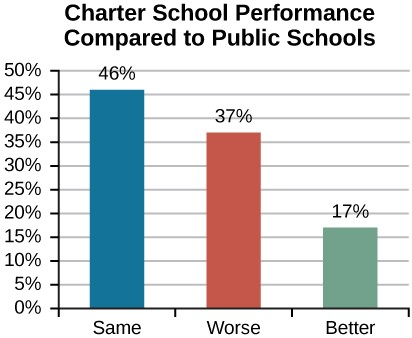 Charter School Performance
Compared to Public Schools
50%
45%
40%
35%
30%
25%
20%
15%
10%
5%
0%
46%
37%
17%
Same
Worse
Better